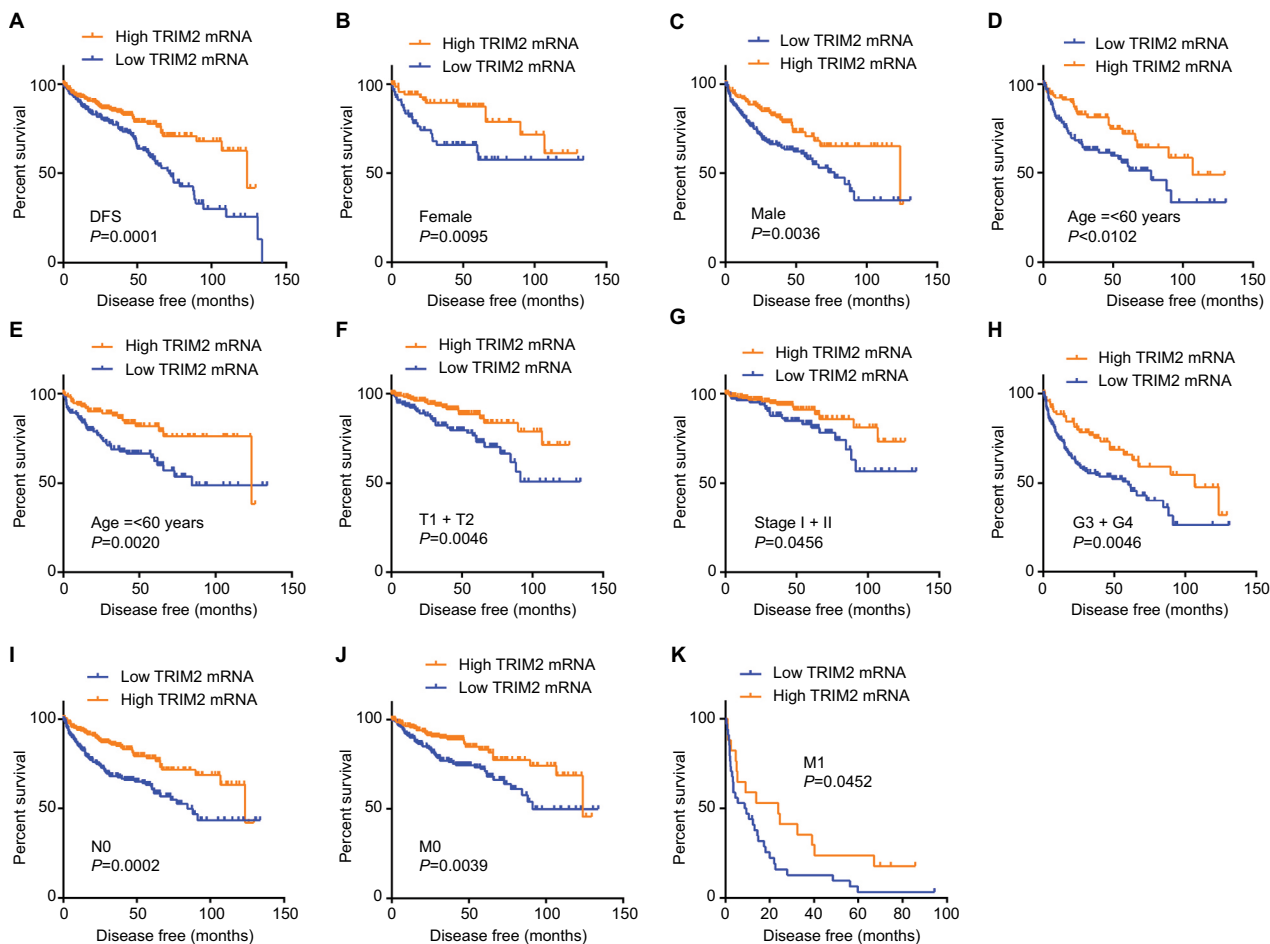 A
High TRIM2 mRNA
Low TRIM2 mRNA
100
50
0
Percent survival
DFS
P=0.0001
0 50 100 150
Disease free (months)
B
High TRIM2 mRNA
Low TRIM2 mRNA
100
50
0
Percent survival
Female
P=0.0095
0 50 100 150
Disease free (months)
C
Low TRIM2 mRNA
High TRIM2 mRNA
100
50
0
Percent survival
Male
P=0.0036
0 50 100 150
Disease free (months)
D
Low TRIM2 mRNA
High TRIM2 mRNA
100
50
0
Percent survival
Age =<60 years
P<0.0102
0 50 100 150
Disease free (months)
E
High TRIM2 mRNA
Low TRIM2 mRNA
100
50
0
Percent survival
Age =<60 years
P=0.0020
0 50 100 150
Disease free (months)
F
High TRIM2 mRNA
Low TRIM2 mRNA
100
50
0
Percent survival
T1 + T2
P=0.0046
0 50 100 150
Disease free (months)
G
High TRIM2 mRNA
Low TRIM2 mRNA
100
50
0
Percent survival
Stage I + II
P=0.0456
0 50 100 150
Disease free (months)
H
High TRIM2 mRNA
Low TRIM2 mRNA
100
50
0
Percent survival
G3 + G4
P=0.0046
0 50 100 150
Disease free (months)
I
Low TRIM2 mRNA
High TRIM2 mRNA
100
50
0
Percent survival
N0
P=0.0002
0 50 100 150
Disease free (months)
J
High TRIM2 mRNA
Low TRIM2 mRNA
100
50
0
Percent survival
M0
P=0.0039
0 50 100 150
Disease free (months)
K
Low TRIM2 mRNA
High TRIM2 mRNA
100
50
0
Percent survival
M1
P=0.0452
0 20 40 60 80 100
Disease free (months)